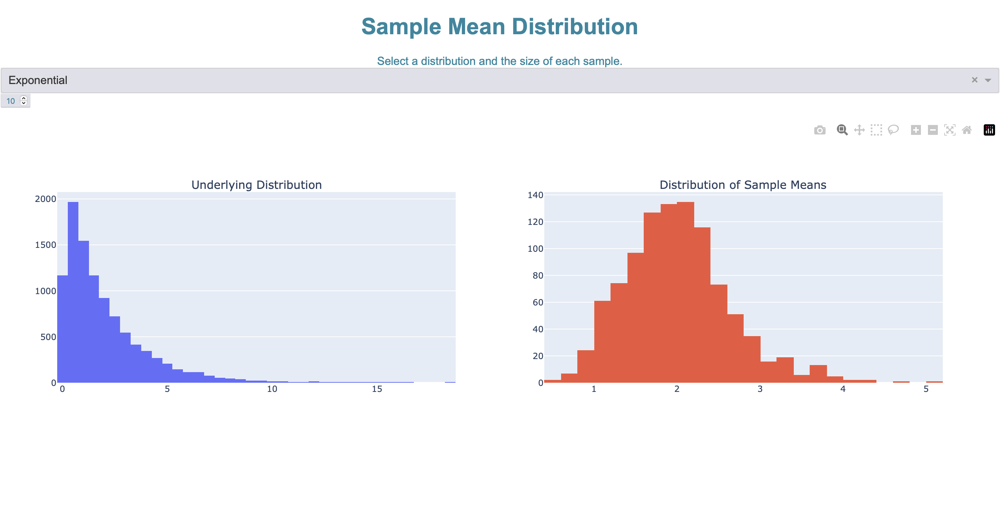 Sample Mean Distribution
Select a distribution and the size of each sample.
Exponential
10
Underlying Distribution
2000
1500
1000
500
0
0 5 10 15
Distribution of Sample Means
140
120
100
80
60
40
20
0
1 2 3 4 5